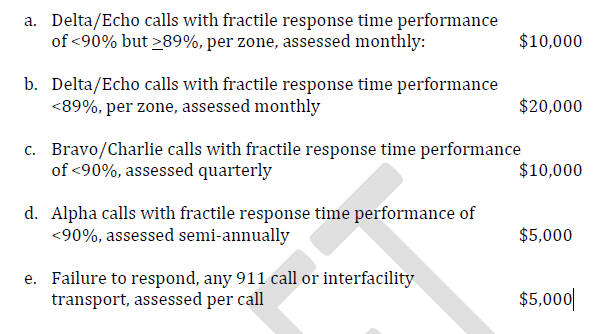 a. Delta/Echo calls with fractile response time performance
of <90% but ≥89%, per zone, assessed monthly: $10,000
b. Delta/Echo calls with fractile response time performance
<89%, per zone, assessed monthly $20,000
c. Bravo/Charlie calls with fractile response time performance
of <90%, assessed quarterly $10,000
d. Alpha calls with fractile response time performance of
<90%, assessed semi-annually $5,000
e. Failure to respond, any 911 call or interfacility
transport, assessed per call $5,000